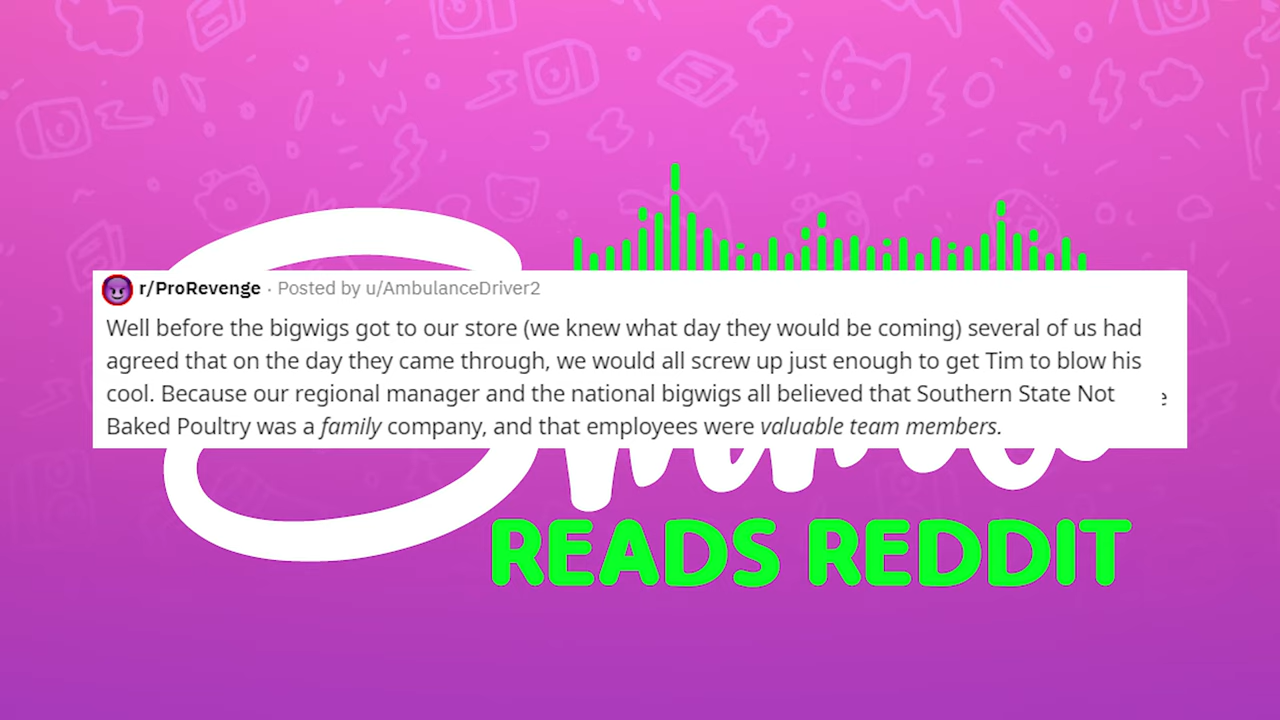 r/ProRevenge · Posted by u/AmbulanceDriver2
Well before the bigwigs got to our store (we knew what day they would be coming) several of us had
agreed that on the day they came through, we would all screw up just enough to get Tim to blow his
cool. Because our regional manager and the national bigwigs all believed that Southern State Not
Baked Poultry was a family company, and that employees were valuable team members.
READS REDDIT